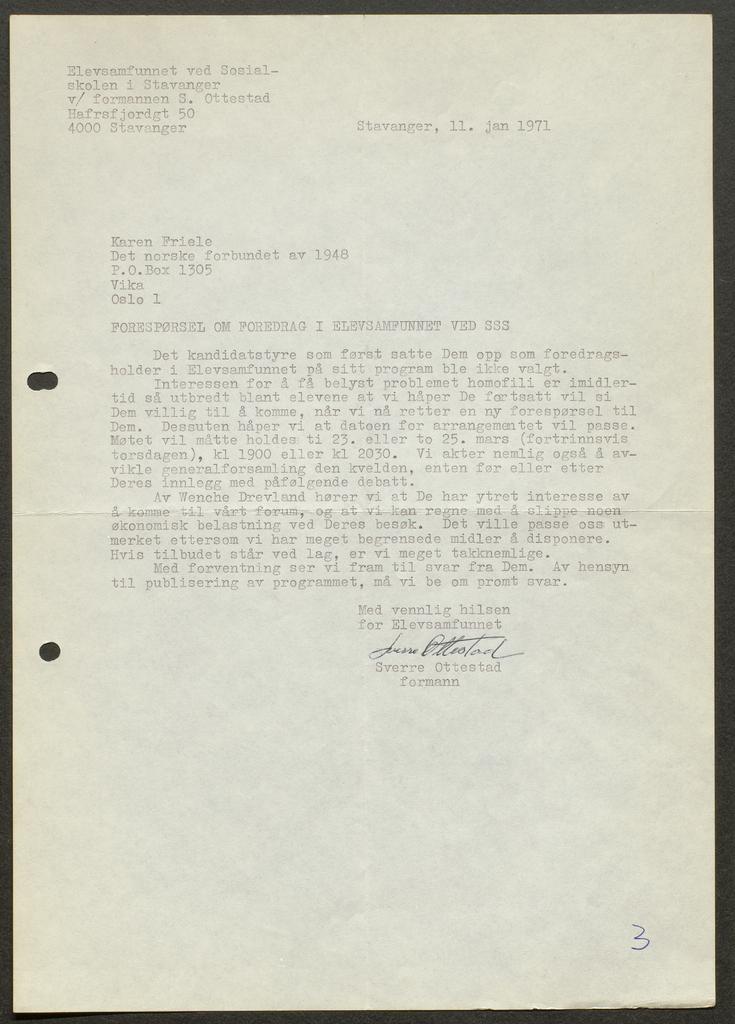 Elevsamfunnet ved Sosial-
skolen i Stavanger
v/ formannen S. Ottestad
Hafrsfjordgt 50
4000 Stavanger
Stavanger, 11. jan 1971
Karen Friele
Det norske forbundet av 1948
P.O.Box 1305
Vika
Oslo 1
FORESPØRSEL OM FOREDRAG I ELEVSAMFUNNET VED SSS
Det kandidatstyre som først satte Dem opp som foredrags-
holder i Elevsamfunnet på sitt program ble ikke valgt.
Interessen for å få belyst problemet homofili er imidler-
tid så utbredt blant elevene at vi håper De fortsatt vil si
Dem villig til å komme, når vi nå retter en ny forespørsel til
Dem. Dessuten håper vi at datoen for arrangementet vil passe.
Møtet vil måtte holdes ti 23. eller to 25. mars (fortrinnsvis
torsdagen), kl 1900 eller kl 2030. Vi akter nemlig også å av-
vikle generalforsamling den kvelden, enten før eller etter
Deres innlegg med påfølgende debatt.
Av Wenche Drevland hører vi at De har ytret interesse av
å komme til vårt forum, og at vi kan regne med å slippe noen
økonomisk belastning ved Deres besøk. Det ville passe oss ut-
merket ettersom vi har meget begrensede midler å disponere.
Hvis tilbudet står ved lag, er vi meget takknemlige.
Med forventning ser vi fram til svar fra Dem. Av hensyn
til publisering av programmet, må vi be om promt svar.
Med vennlig hilsen
for Elevsamfunnet
Sverre Ottestad
Sverre Ottestad
formann
3